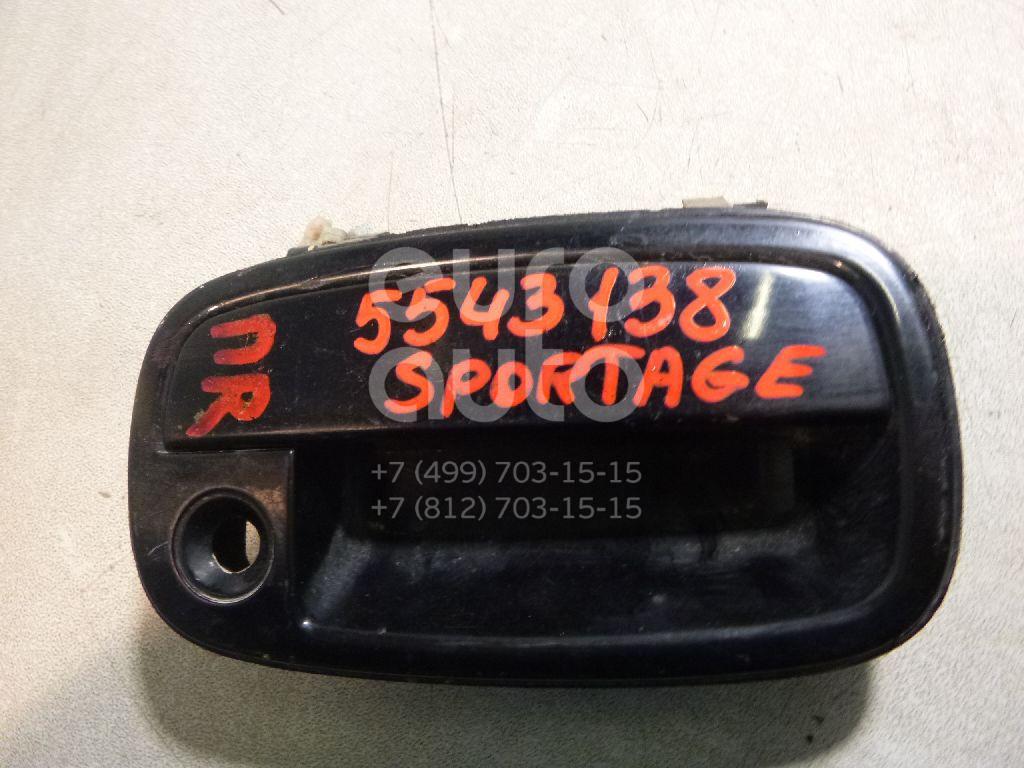 5543138
SPORTAGE
ПR
euro
auto
+7 (499) 703-15-15
+7 (812) 703-15-15